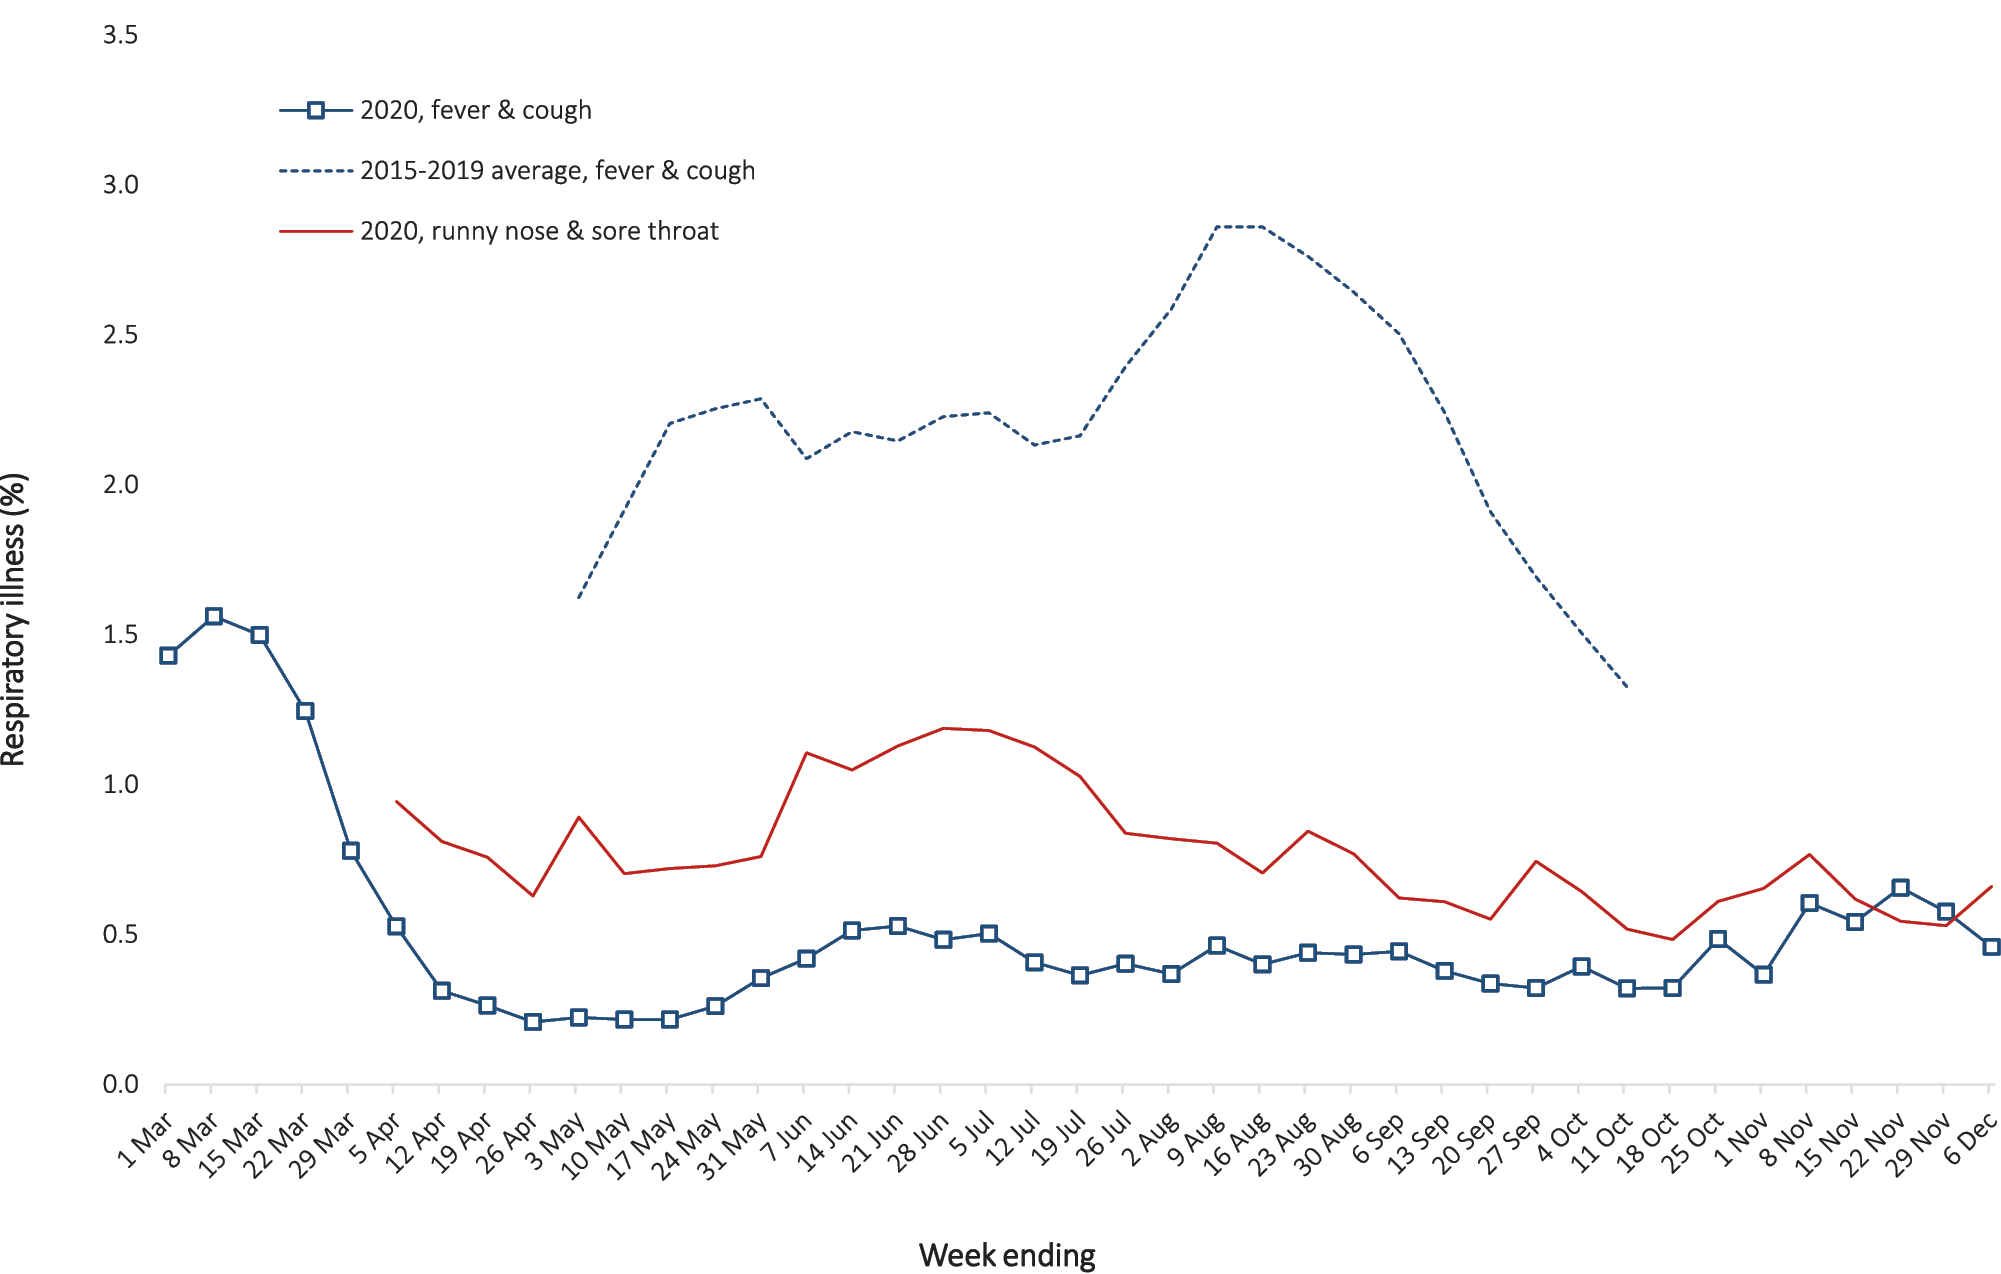 3.5
2020, fever & cough
2015-2019 average, fever & cough
3.0
2020, runny nose & sore throat
2.5
2.0
Respiratory illness (%)
1.5
1.0
0.5
0.0
1 Mar
8 Mar
15 Mar
22 Mar
29 Mar
5 Apr
12 Apr
19 Apr
26 Apr
3 May
10 May
17 May
24 May
31 May
7 Jun
14 Jun
21 Jun
28 Jun
5 Jul
12 Jul
19 Jul
26 Jul
2 Aug
9 Aug
16 Aug
23 Aug
30 Aug
6 Sep
13 Sep
20 Sep
27 Sep
4 Oct
11 Oct
18 Oct
25 Oct
1 Nov
8 Nov
15 Nov
22 Nov
29 Nov
6 Dec
Week ending